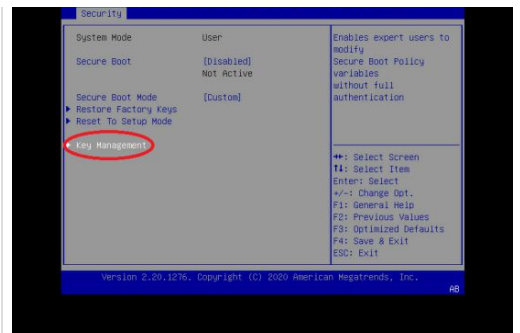 Security
System Mode User
Secure Boot [Disabled]
Not Active
Secure Boot Mode [Custom]
Restore Factory Keys
Reset To Setup Mode
Key Management
Enables expert users to
modify
Secure Boot Policy
variables
without full
authentication
↔: Select Screen
↑↓: Select Item
Enter: Select
+/-: Change Opt.
F1: General Help
F2: Previous Values
F3: Optimized Defaults
F4: Save & Exit
ESC: Exit
Version 2.20.1276. Copyright (C) 2020 American Megatrends, Inc.
AB